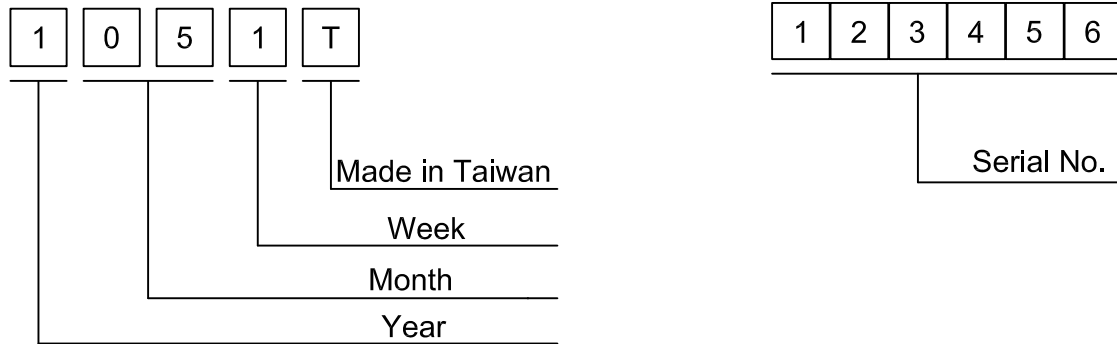 1 0 5 1 T
1 2 3 4 5 6
Made in Taiwan
Serial No.
Week
Month
Year